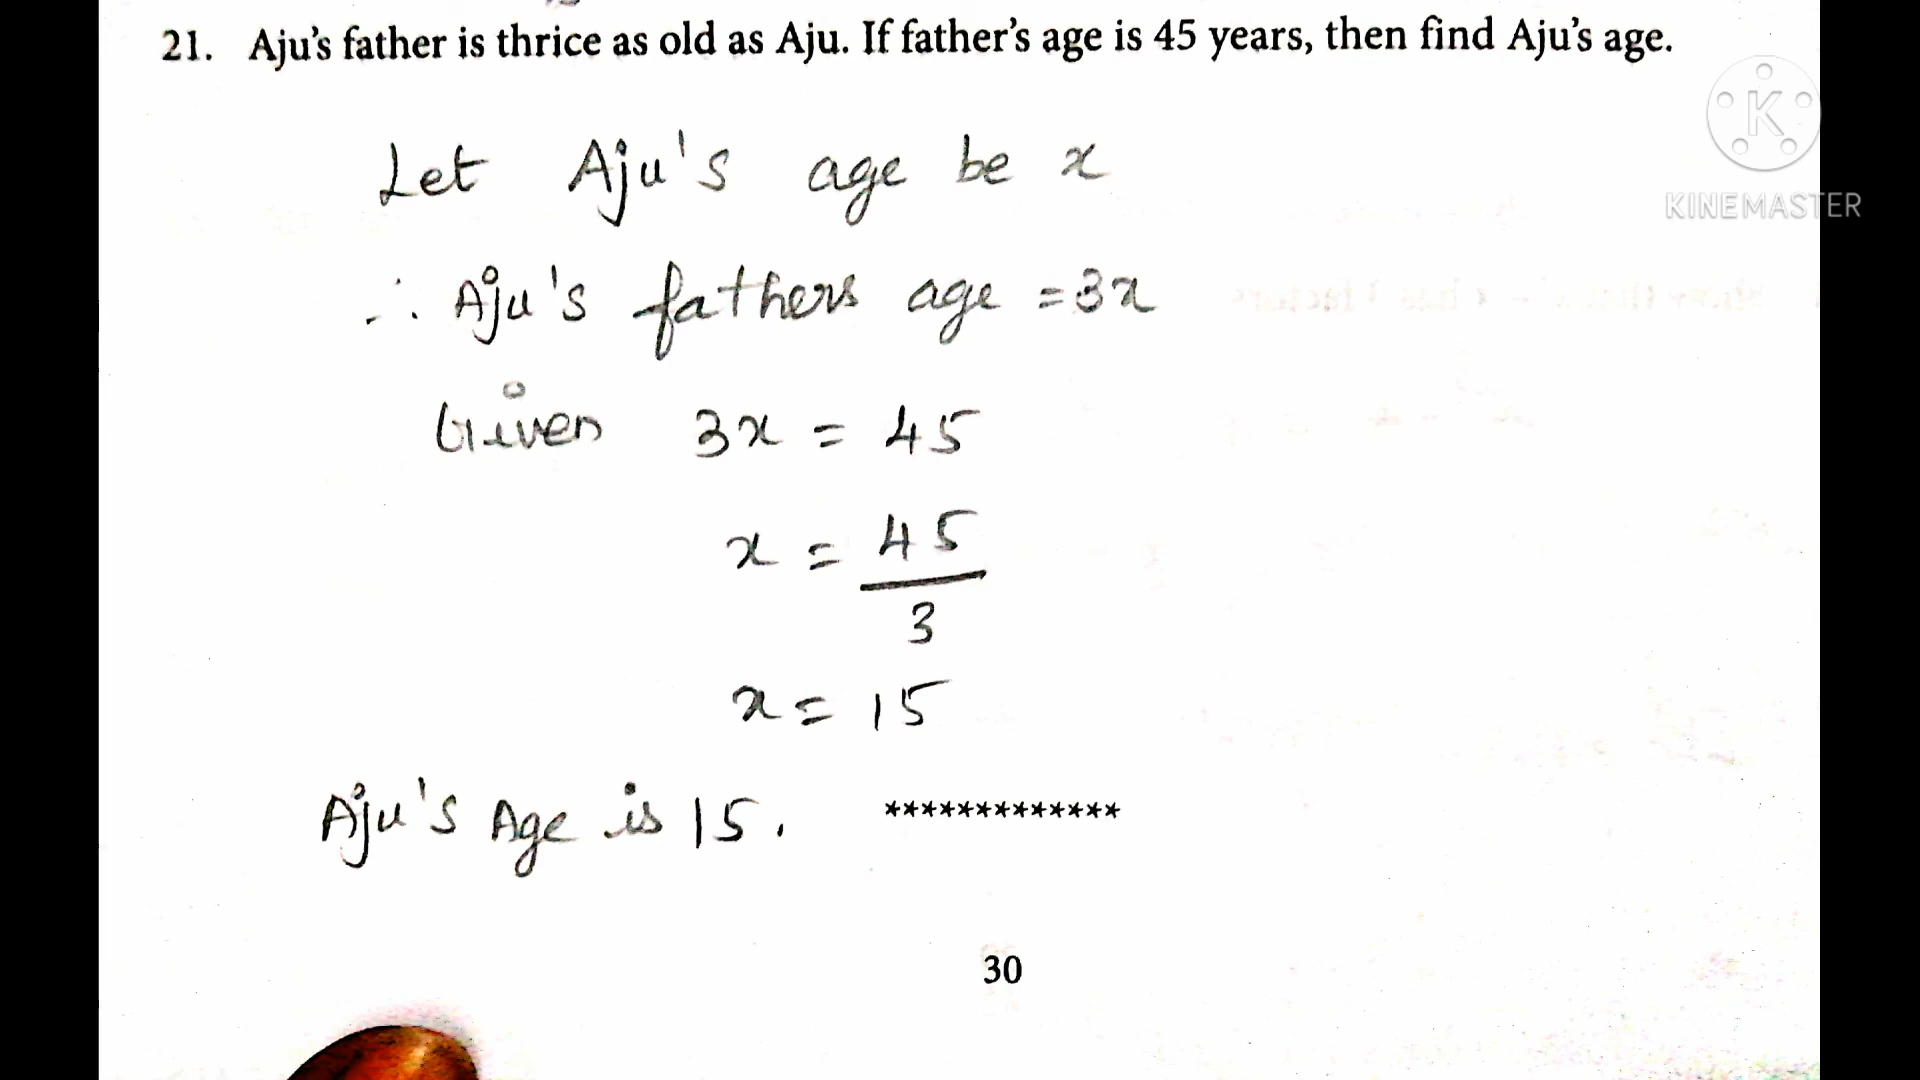 21. Aju's father is thrice as old as Aju. If father's age is 45 years, then find Aju's age.
K
KINEMASTER
Let Aju's age be x
∴ Aju's fathers age = 3x
Given 3x = 45
x = 45/3
x = 15
Aju's Age is 15. *************
30